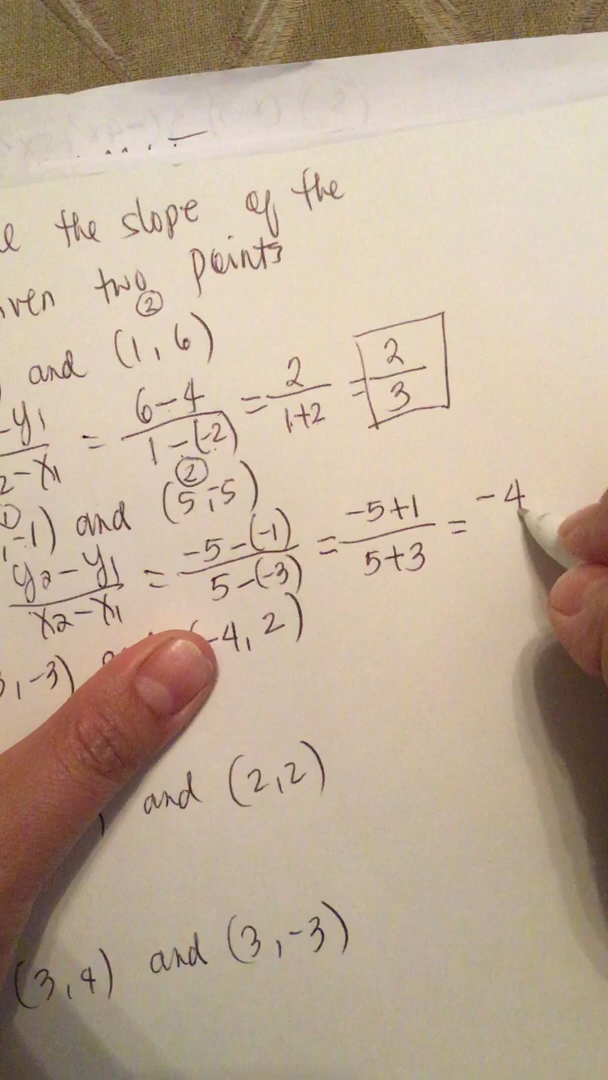 the slope of the
two points
②
and (1, 6)
-y1 / 2-x1 = 6-4 / 1-(-2) = 2 / 1+2 = 2 / 3
②
, -1) and (5, -5)
y2-y1 / x2-x1 = -5-(-1) / 5-(-3) = -5+1 / 5+3 = -4
, -3) (-4, 2)
and (2, 2)
(3, 4) and (3, -3)